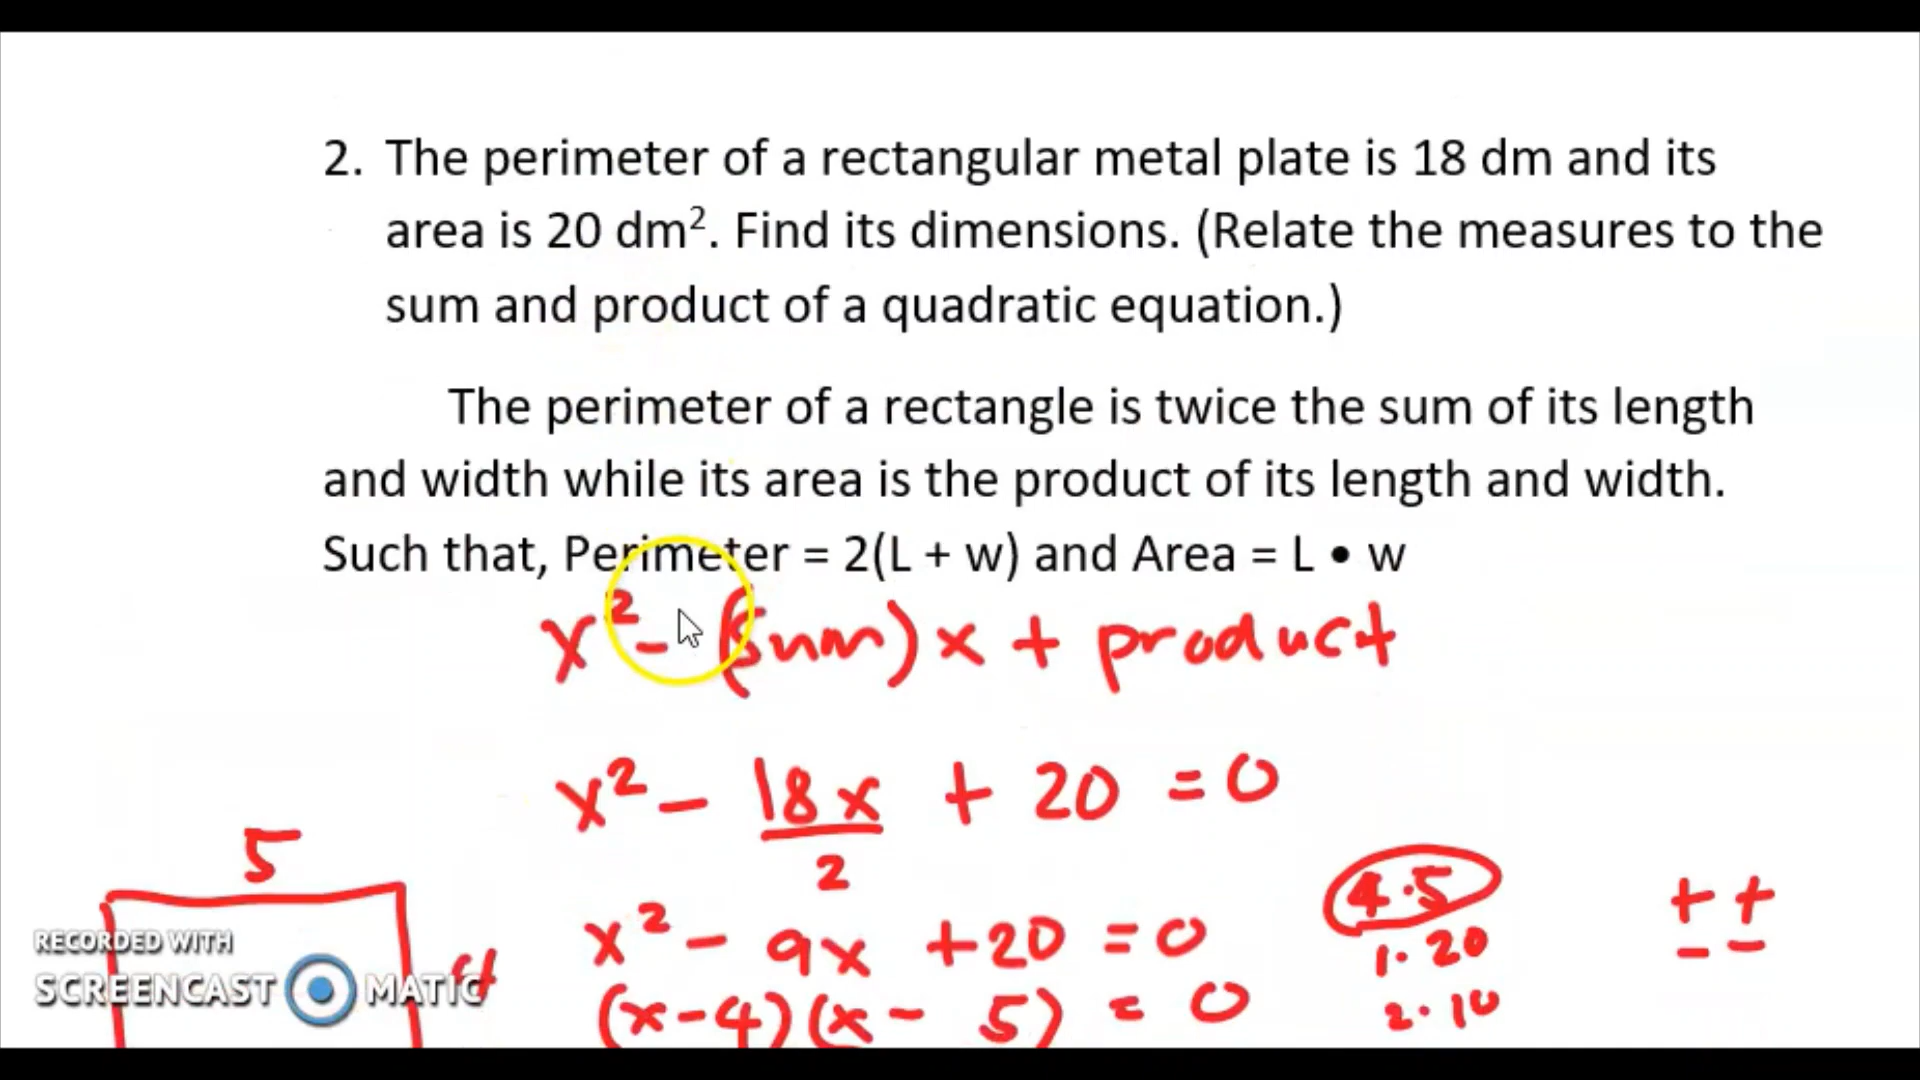 2. The perimeter of a rectangular metal plate is 18 dm and its
area is 20 dm². Find its dimensions. (Relate the measures to the
sum and product of a quadratic equation.)
The perimeter of a rectangle is twice the sum of its length
and width while its area is the product of its length and width.
Such that, Perimeter = 2(L + w) and Area = L • w
x² - (sum) x + product
x² - 18x/2 + 20 = 0
5
x² - 9x + 20 = 0
4
(x - 4)(x - 5) = 0
4·5
1·20
2·10
+ +
- -
RECORDED WITH
SCREENCAST MATIC